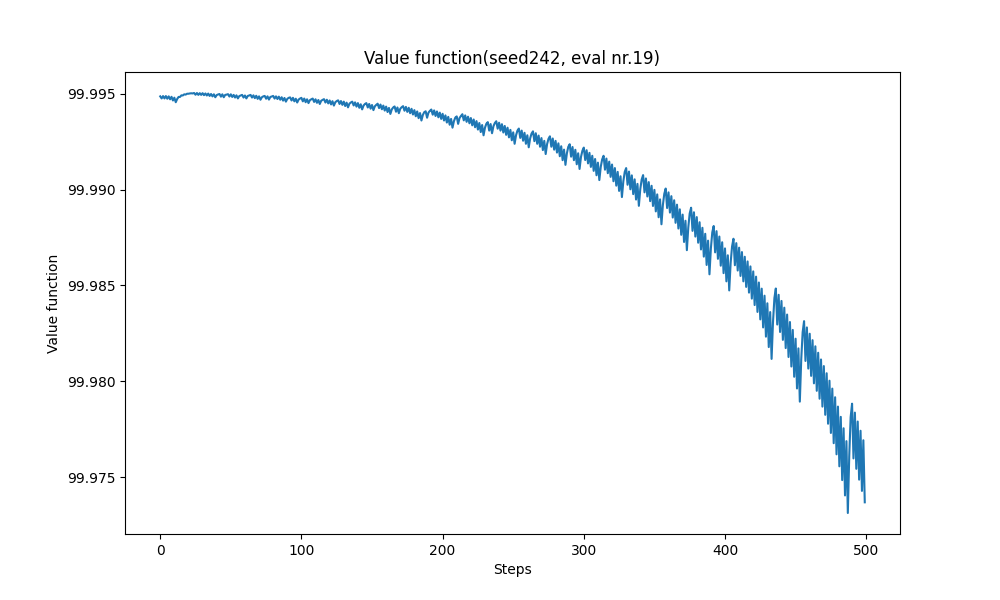 Value function(seed242, eval nr.19)
99.995
99.990
99.985
99.980
99.975
Value function
0 100 200 300 400 500
Steps